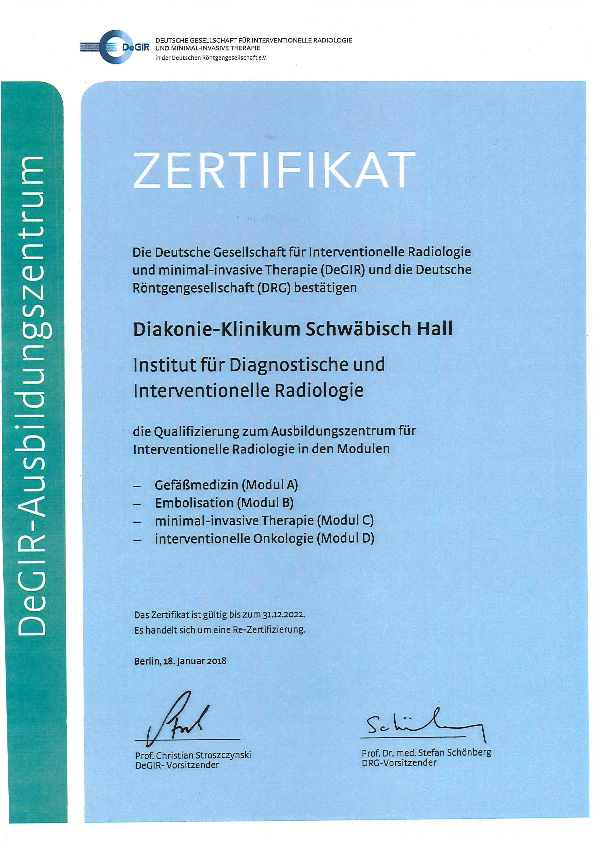 DeGIR
DEUTSCHE GESELLSCHAFT FÜR INTERVENTIONELLE RADIOLOGIE
UND MINIMAL-INVASIVE THERAPIE
in der Deutschen Röntgengesellschaft e.V.
DeGIR-Ausbildungszentrum
ZERTIFIKAT
Die Deutsche Gesellschaft für Interventionelle Radiologie
und minimal-invasive Therapie (DeGIR) und die Deutsche
Röntgengesellschaft (DRG) bestätigen
Diakonie-Klinikum Schwäbisch Hall
Institut für Diagnostische und
Interventionelle Radiologie
die Qualifizierung zum Ausbildungszentrum für
Interventionelle Radiologie in den Modulen
– Gefäßmedizin (Modul A)
– Embolisation (Modul B)
– minimal-invasive Therapie (Modul C)
– interventionelle Onkologie (Modul D)
Das Zertifikat ist gültig bis zum 31.12.2022.
Es handelt sich um eine Re-Zertifizierung.
Berlin, 18. Januar 2018
Prof. Christian Stroszczynski
DeGIR- Vorsitzender
Prof. Dr. med. Stefan Schönberg
DRG-Vorsitzender